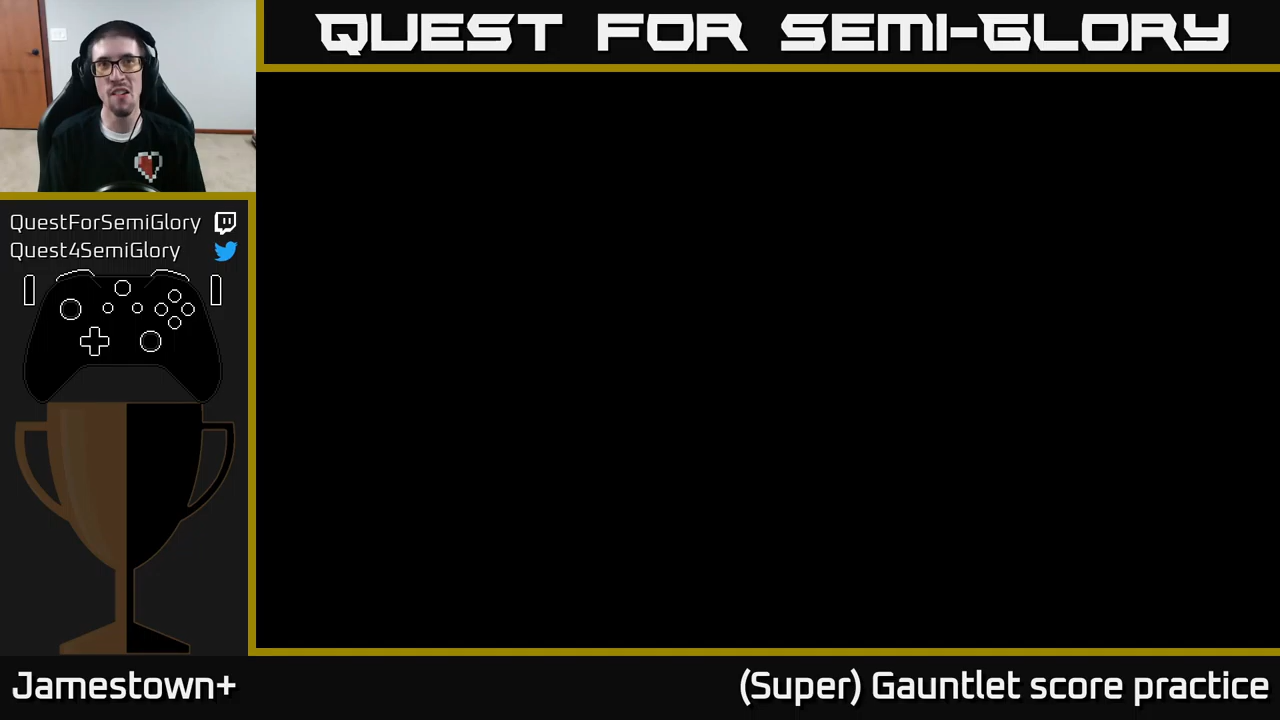 QUEST FOR SEMI-GLORY
QuestForSemiGlory
Quest4SemiGlory
Jamestown+
(Super) Gauntlet score practice